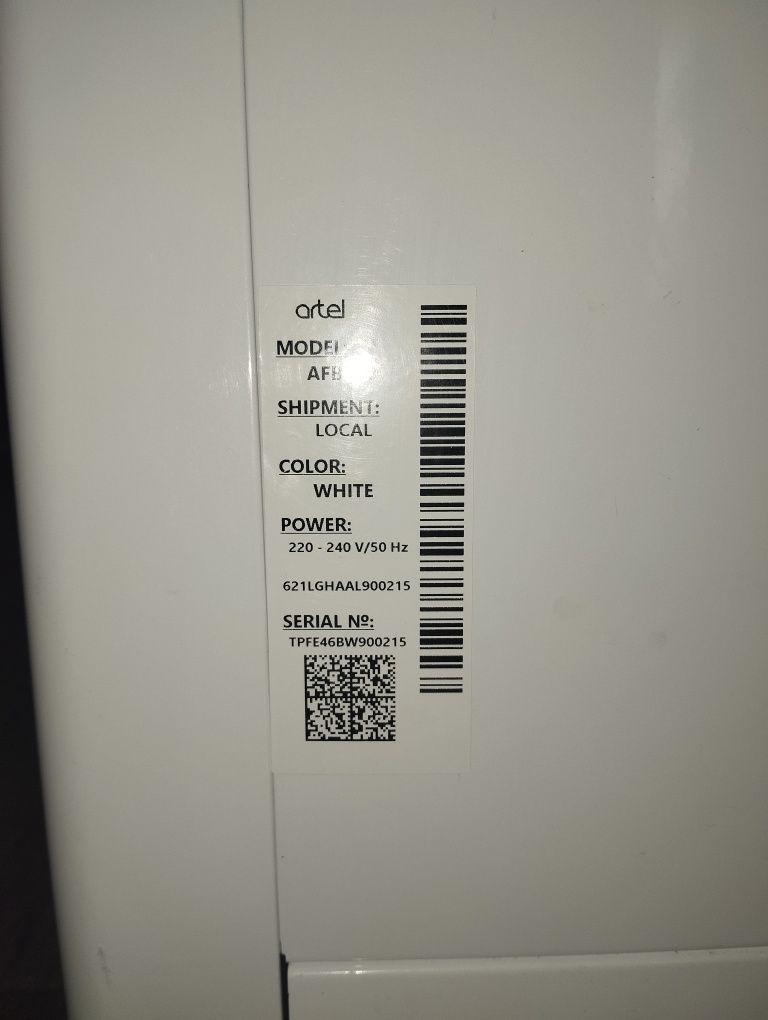 artel
MODEL
SHIPMENT:
LOCAL
COLOR:
WHITE
POWER:
220 - 240 V/50 Hz
621LGHAAL900215
SERIAL Nº:
TPFE46BW900215